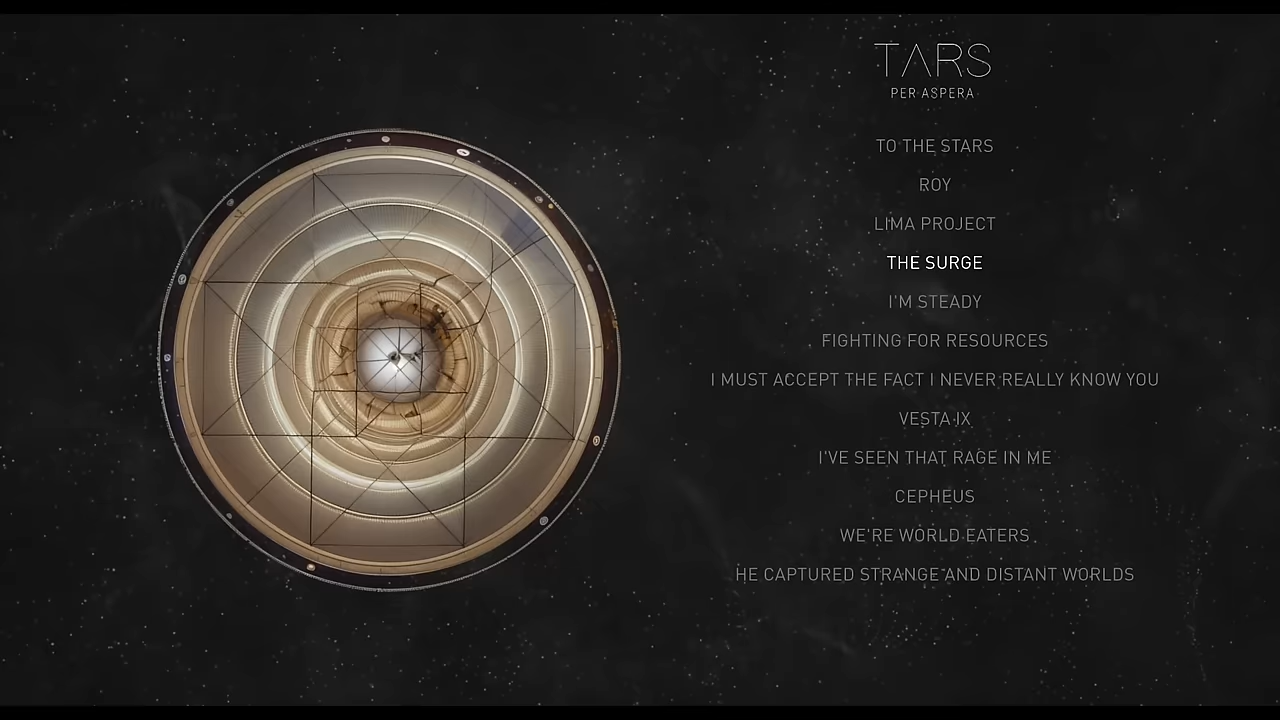 TARS
PER ASPERA
TO THE STARS
ROY
LIMA PROJECT
THE SURGE
I'M STEADY
FIGHTING FOR RESOURCES
I MUST ACCEPT THE FACT I NEVER REALLY KNOW YOU
VESTA IX
I'VE SEEN THAT RAGE IN ME
CEPHEUS
WE'RE WORLD EATERS
HE CAPTURED STRANGE AND DISTANT WORLDS